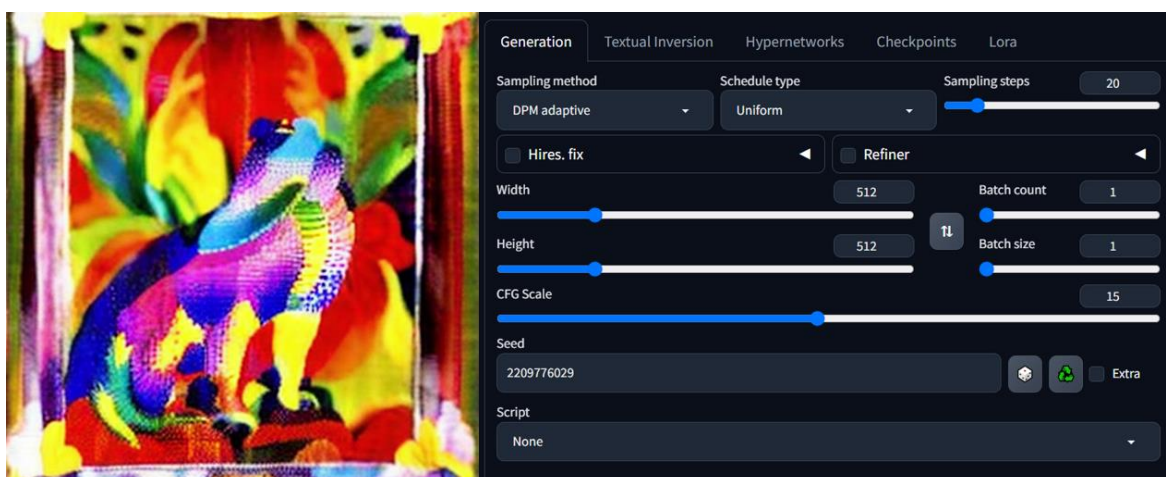 Generation Textual Inversion Hypernetworks Checkpoints Lora
Sampling method Schedule type Sampling steps 20
DPM adaptive Uniform
Hires. fix Refiner
Width 512 Batch count 1
Height 512 Batch size 1
CFG Scale 15
Seed
2209776029 Extra
Script
None